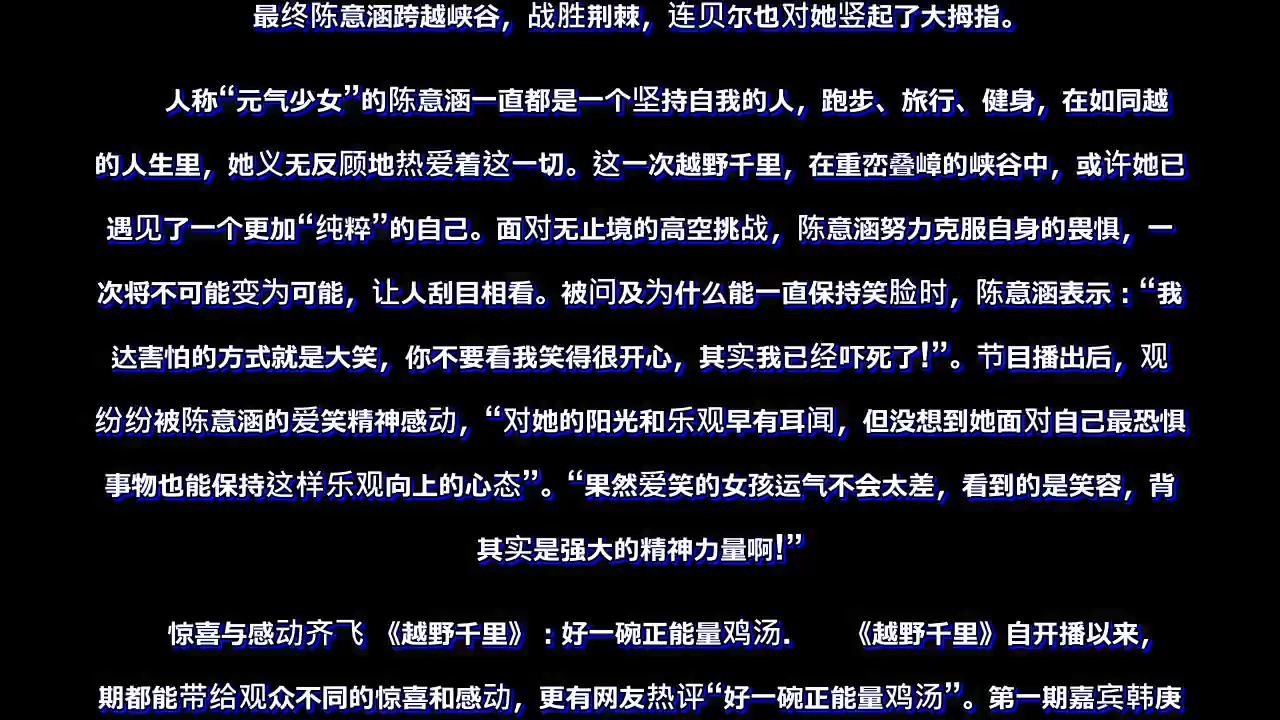 最终陈意涵跨越峡谷，战胜荆棘，连贝尔也对她竖起了大拇指。
人称“元气少女”的陈意涵一直都是一个坚持自我的人，跑步、旅行、健身，在如同越
的人生里，她义无反顾地热爱着这一切。这一次越野千里，在重峦叠嶂的峡谷中，或许她已
遇见了一个更加“纯粹”的自己。面对无止境的高空挑战，陈意涵努力克服自身的畏惧，一
次将不可能变为可能，让人刮目相看。被问及为什么能一直保持笑脸时，陈意涵表示：“我
达害怕的方式就是大笑，你不要看我笑得很开心，其实我已经吓死了!”。节目播出后，观
纷纷被陈意涵的爱笑精神感动，“对她的阳光和乐观早有耳闻，但没想到她面对自己最恐惧
事物也能保持这样乐观向上的心态”。“果然爱笑的女孩运气不会太差，看到的是笑容，背
其实是强大的精神力量啊!”
惊喜与感动齐飞 《越野千里》：好一碗正能量鸡汤. 《越野千里》自开播以来，
期都能带给观众不同的惊喜和感动，更有网友热评“好一碗正能量鸡汤”。第一期嘉宾韩庚